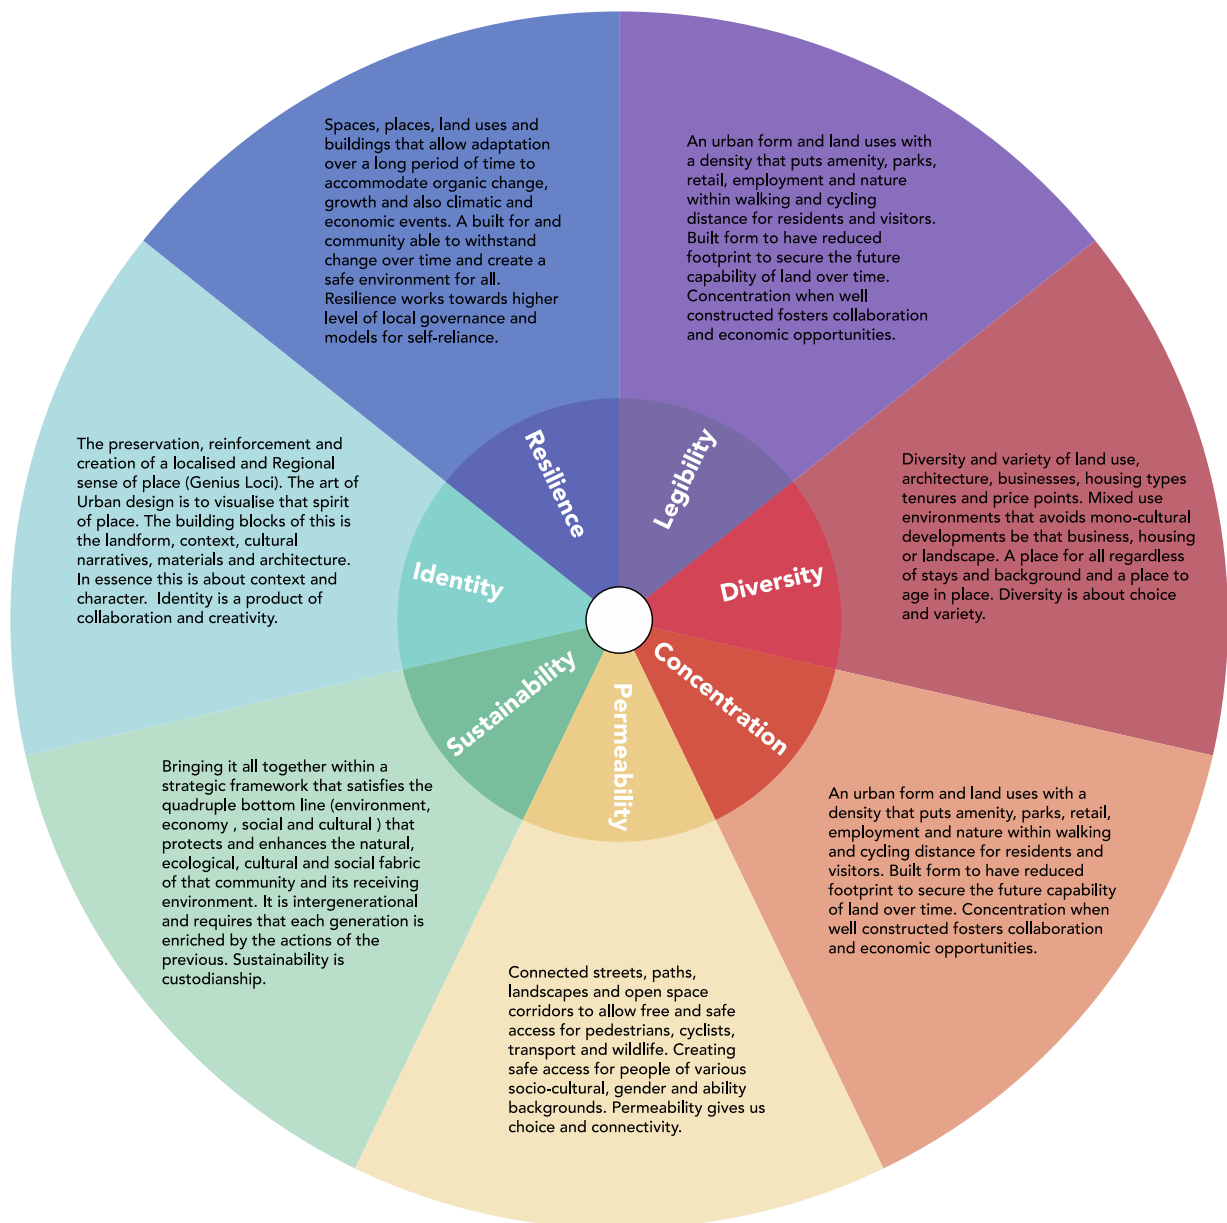 Spaces, places, land uses and
buildings that allow adaptation
over a long period of time to
accommodate organic change,
growth and also climatic and
economic events. A built for and
community able to withstand
change over time and create a
safe environment for all.
Resilience works towards higher
level of local governance and
models for self-reliance.
An urban form and land uses with
a density that puts amenity, parks,
retail, employment and nature
within walking and cycling
distance for residents and visitors.
Built form to have reduced
footprint to secure the future
capability of land over time.
Concentration when well
constructed fosters collaboration
and economic opportunities.
The preservation, reinforcement and
creation of a localised and Regional
sense of place (Genius Loci). The art of
Urban design is to visualise that spirit
of place. The building blocks of this is
the landform, context, cultural
narratives, materials and architecture.
In essence this is about context and
character.  Identity is a product of
collaboration and creativity.
Resilience
Legibility
Identity
Diversity
Sustainability
Permeability
Concentration
Diversity and variety of land use,
architecture, businesses, housing types
tenures and price points. Mixed use
environments that avoids mono-cultural
developments be that business, housing
or landscape. A place for all regardless
of stays and background and a place to
age in place. Diversity is about choice
and variety.
Bringing it all together within a
strategic framework that satisfies the
quadruple bottom line (environment,
economy , social and cultural ) that
protects and enhances the natural,
ecological, cultural and social fabric
of that community and its receiving
environment. It is intergenerational
and requires that each generation is
enriched by the actions of the
previous. Sustainability is
custodianship.
An urban form and land uses with a
density that puts amenity, parks, retail,
employment and nature within walking
and cycling distance for residents and
visitors. Built form to have reduced
footprint to secure the future capability
of land over time. Concentration when
well constructed fosters collaboration
and economic opportunities.
Connected streets, paths,
landscapes and open space
corridors to allow free and safe
access for pedestrians, cyclists,
transport and wildlife. Creating
safe access for people of various
socio-cultural, gender and ability
backgrounds. Permeability gives us
choice and connectivity.